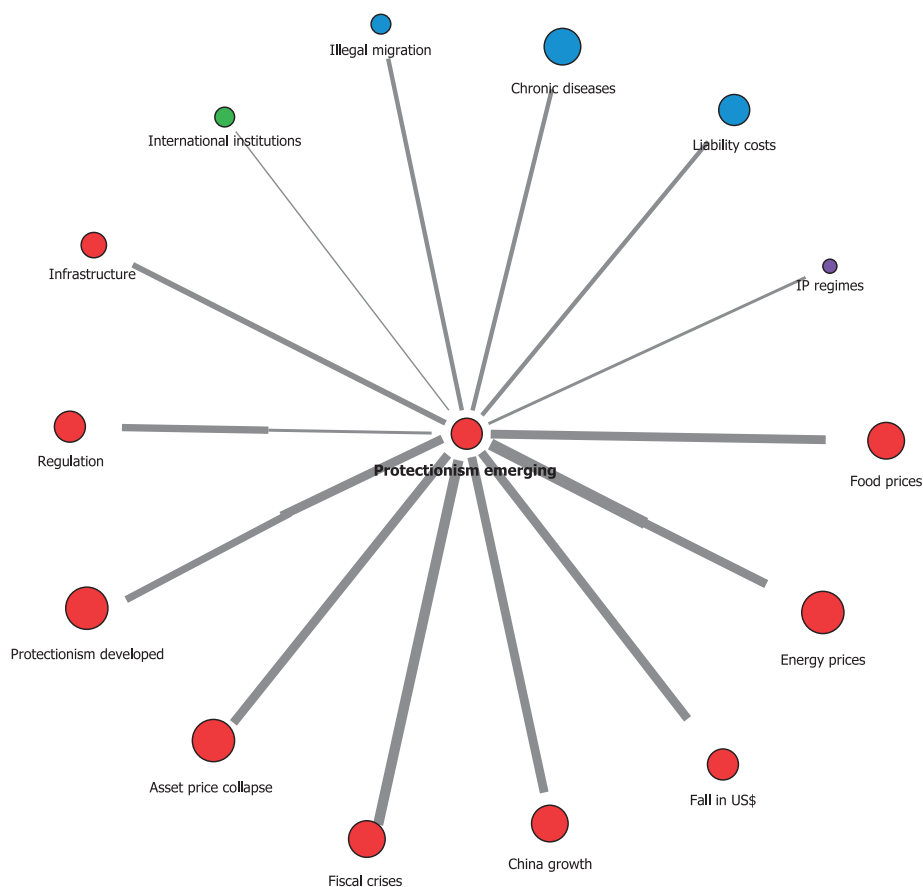 Illegal migration
Chronic diseases
International institutions
Liability costs
Infrastructure
IP regimes
Regulation
Protectionism emerging
Food prices
Protectionism developed
Energy prices
Asset price collapse
Fall in US$
Fiscal crises
China growth